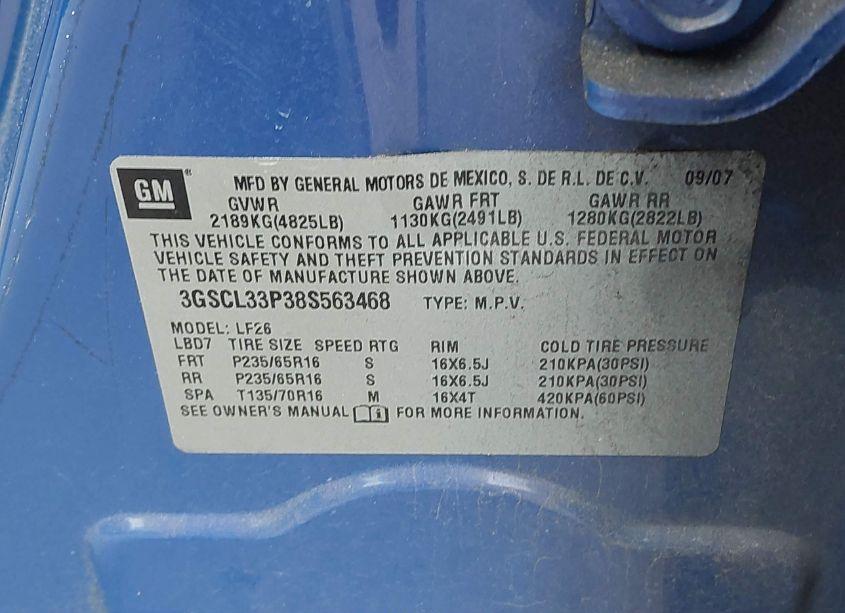 GM ® MFD BY GENERAL MOTORS DE MEXICO, S. DE R.L. DE C.V. 09/07
GVWR GAWR FRT GAWR RR
2189KG(4825LB) 1130KG(2491LB) 1280KG(2822LB)
THIS VEHICLE CONFORMS TO ALL APPLICABLE U.S. FEDERAL MOTOR
VEHICLE SAFETY AND THEFT PREVENTION STANDARDS IN EFFECT ON
THE DATE OF MANUFACTURE SHOWN ABOVE.
3GSCL33P38S563468 TYPE: M.P.V.
MODEL: LF26
LBD7 TIRE SIZE SPEED RTG RIM COLD TIRE PRESSURE
FRT P235/65R16 S 16X6.5J 210KPA(30PSI)
RR P235/65R16 S 16X6.5J 210KPA(30PSI)
SPA T135/70R16 M 16X4T 420KPA(60PSI)
SEE OWNER'S MANUAL i FOR MORE INFORMATION.